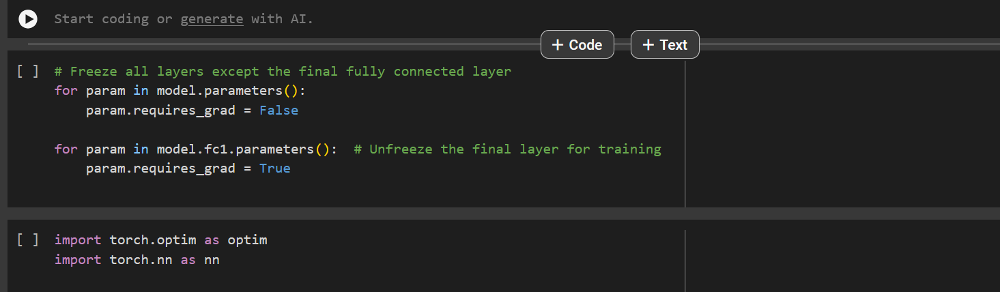 Start coding or generate with AI.
+ Code
+ Text
[ ] # Freeze all layers except the final fully connected layer
for param in model.parameters():
    param.requires_grad = False

for param in model.fc1.parameters():  # Unfreeze the final layer for training
    param.requires_grad = True
[ ] import torch.optim as optim
import torch.nn as nn